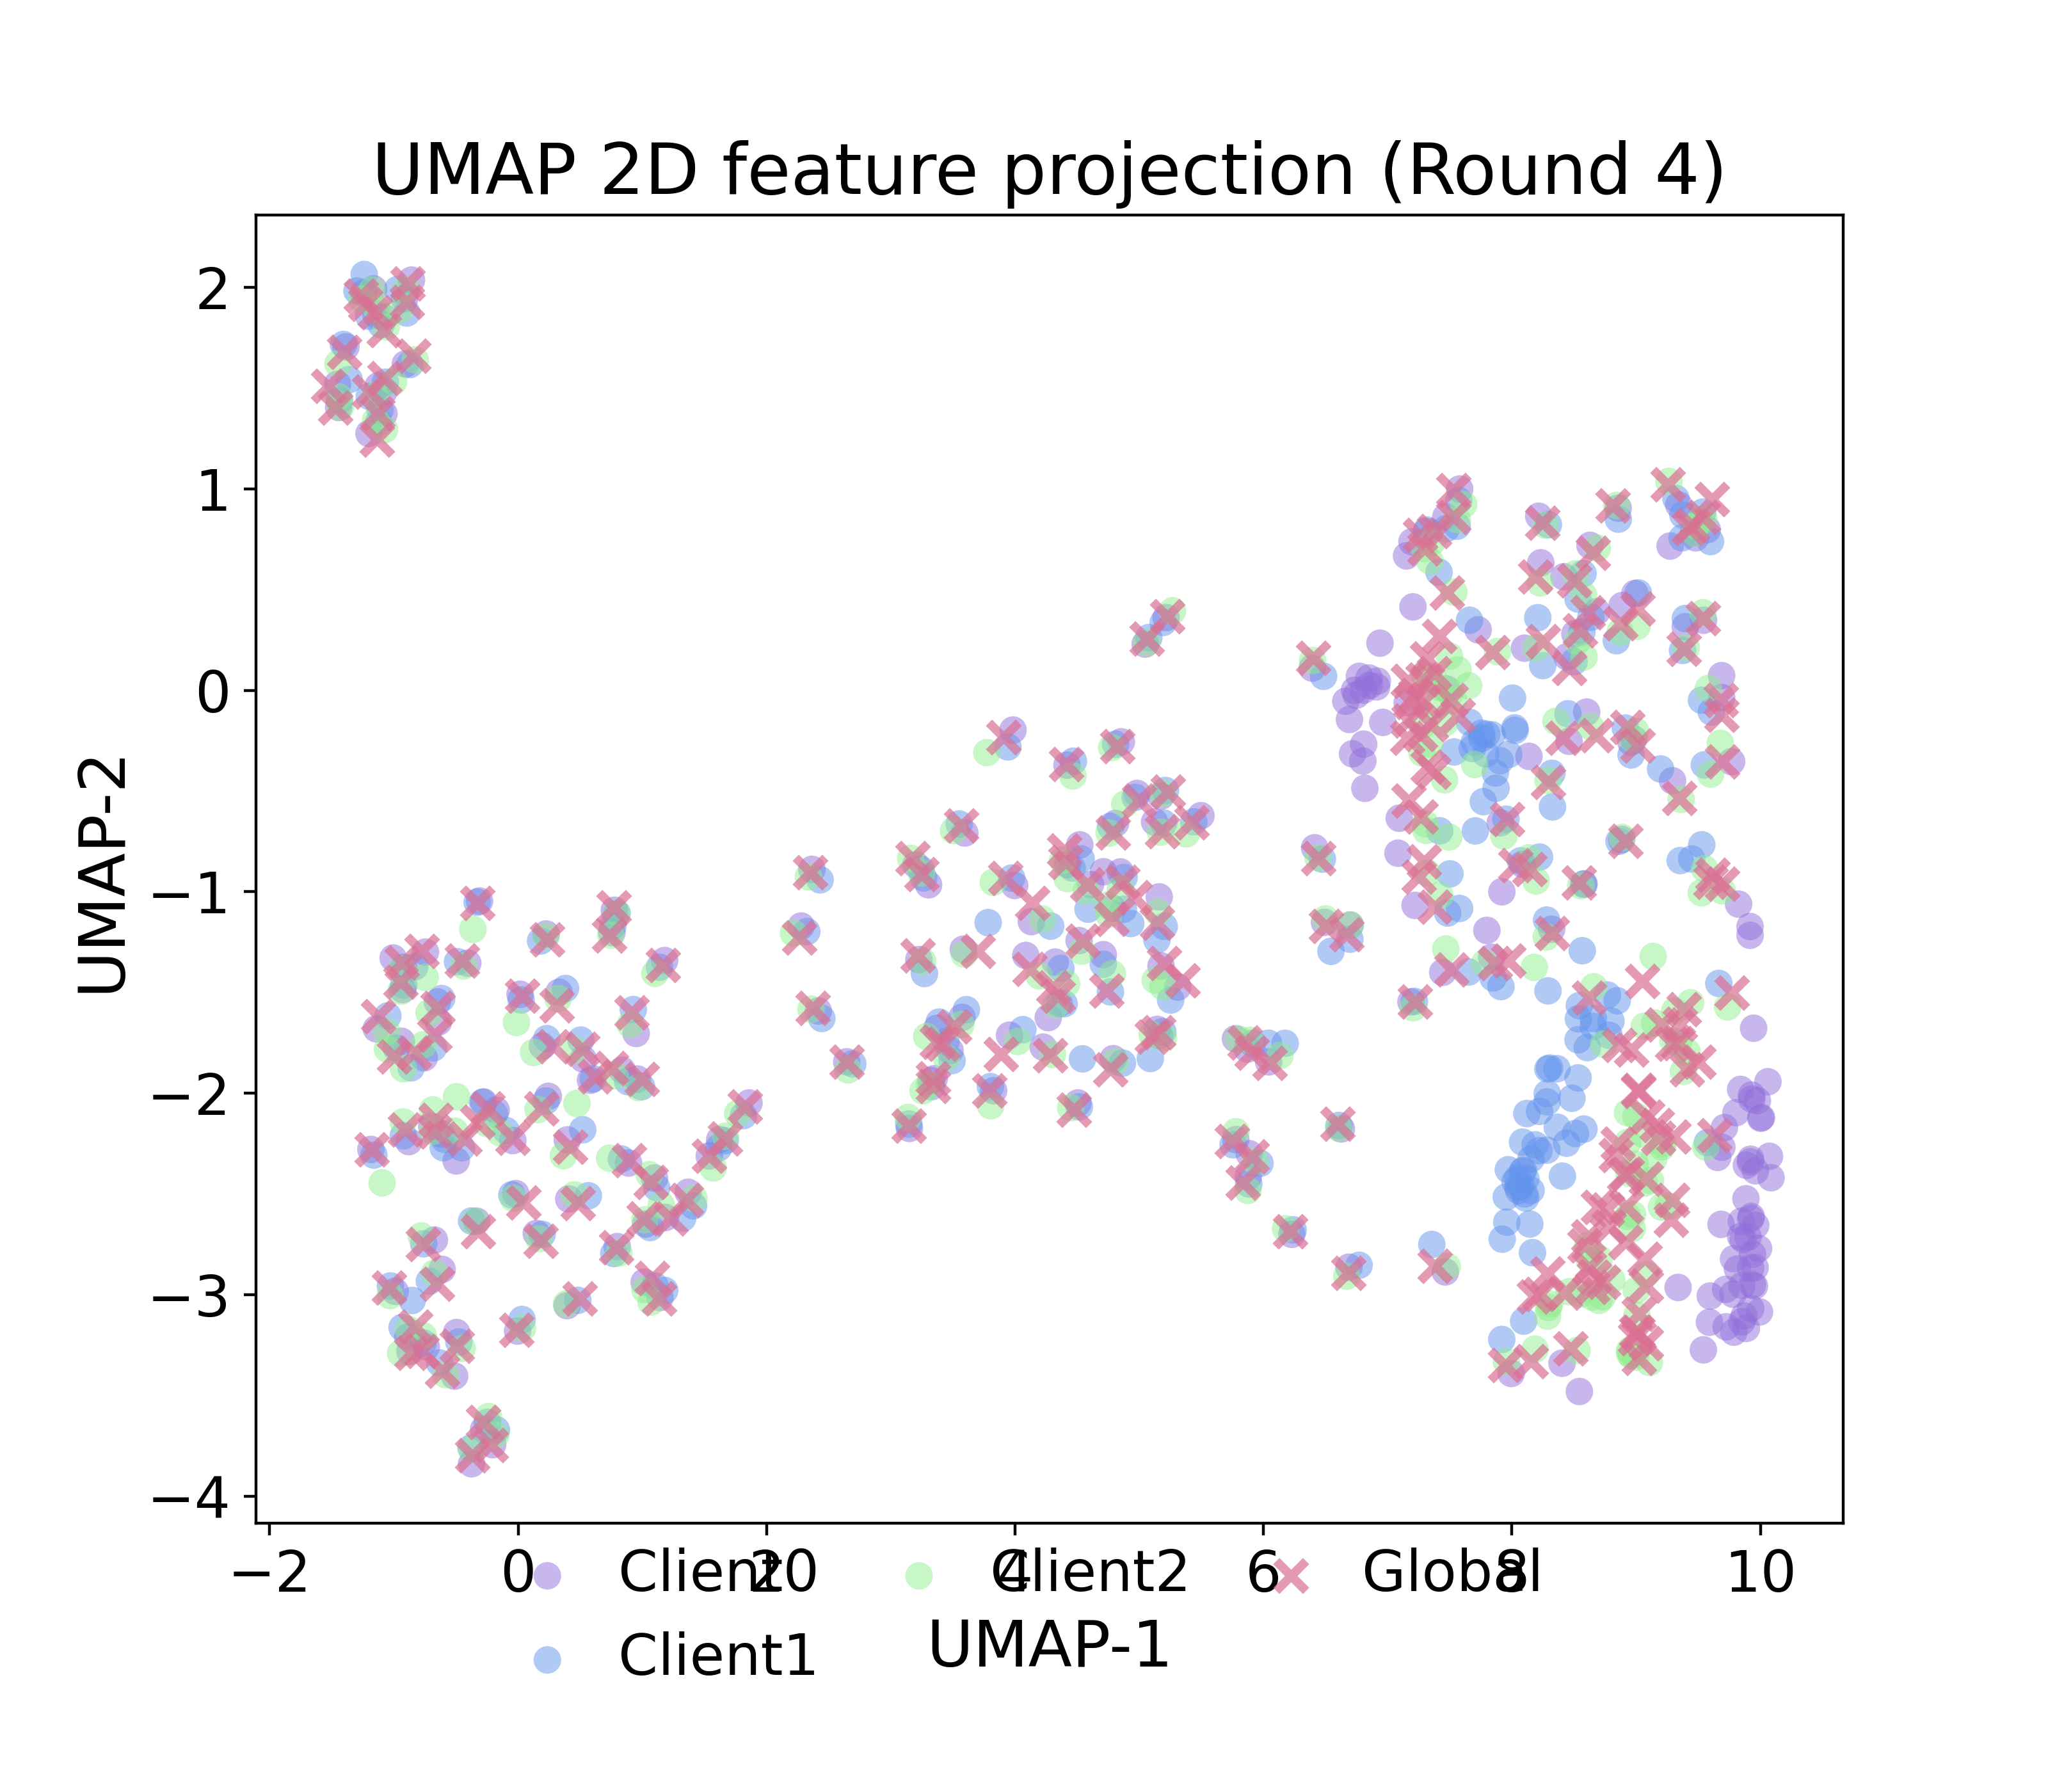 UMAP 2D feature projection (Round 4)
2
1
0
−1
−2
−3
−4
UMAP-2
−2 0 2 4 6 8 10
Client0 Client2 Global
Client1
UMAP-1